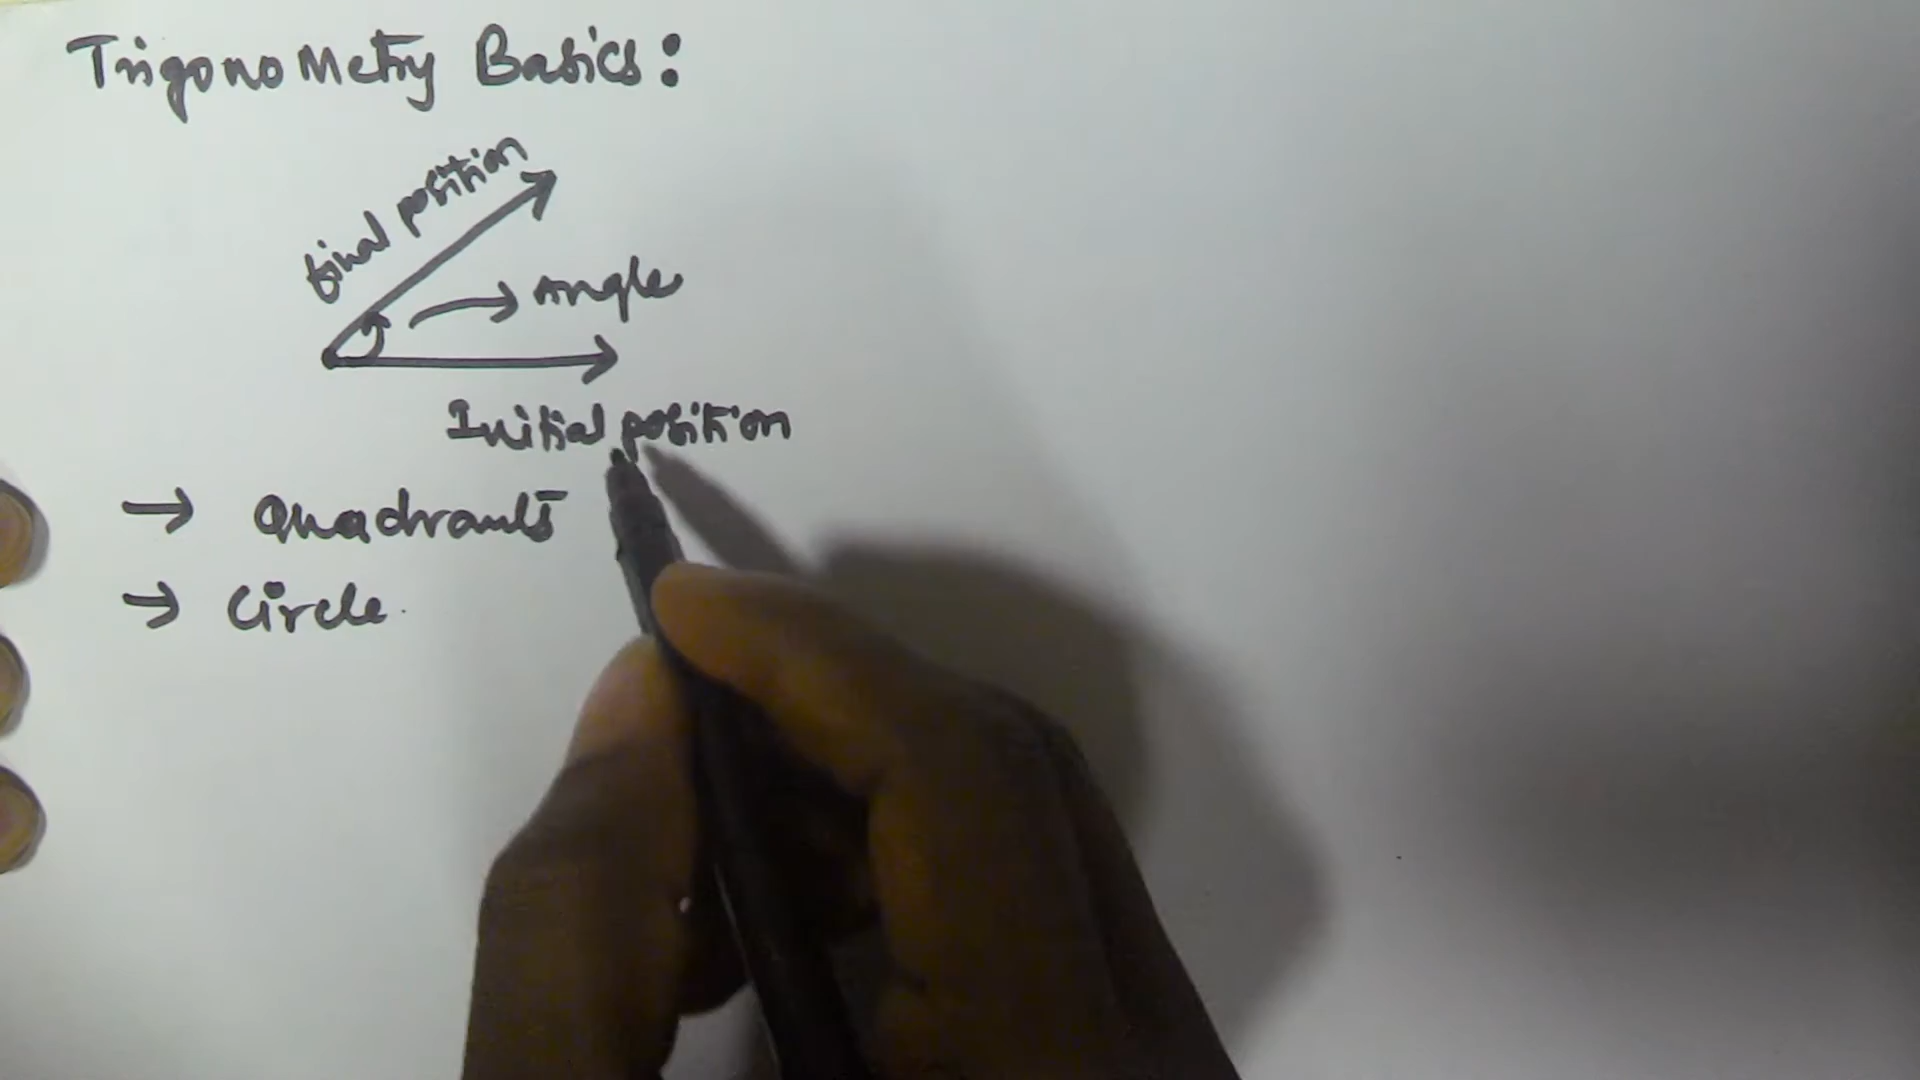 TrigonoMetry Basics:
final position
Angle
Initial position
→ Quadrants
→ Circle.